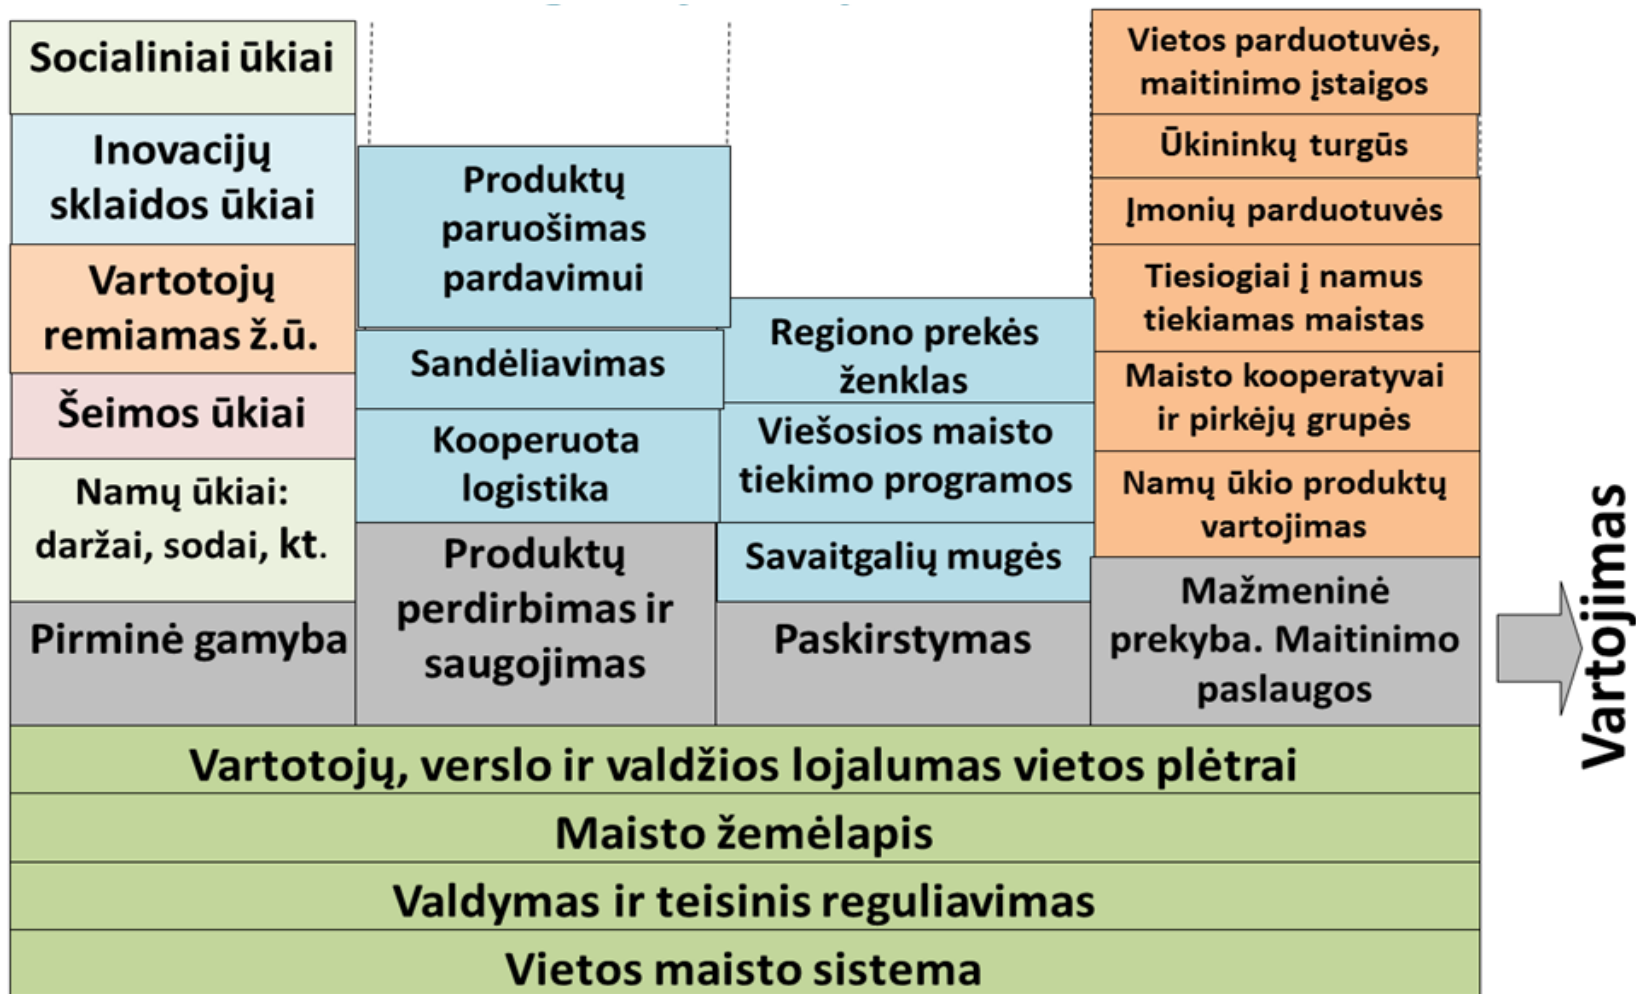 Socialiniai ūkiai
Inovacijų
sklaidos ūkiai
Vartotojų
remiamas ž.ū.
Šeimos ūkiai
Namų ūkiai:
daržai, sodai, kt.
Pirminė gamyba
Produktų
paruošimas
pardavimui
Sandėliavimas
Kooperuota
logistika
Produktų
perdirbimas ir
saugojimas
Regiono prekės
ženklas
Viešosios maisto
tiekimo programos
Savaitgalių mugės
Paskirstymas
Vietos parduotuvės,
maitinimo įstaigos
Ūkininkų turgūs
Įmonių parduotuvės
Tiesiogiai į namus
tiekiamas maistas
Maisto kooperatyvai
ir pirkėjų grupės
Namų ūkio produktų
vartojimas
Mažmeninė
prekyba. Maitinimo
paslaugos
Vartojimas
Vartotojų, verslo ir valdžios lojalumas vietos plėtrai
Maisto žemėlapis
Valdymas ir teisinis reguliavimas
Vietos maisto sistema